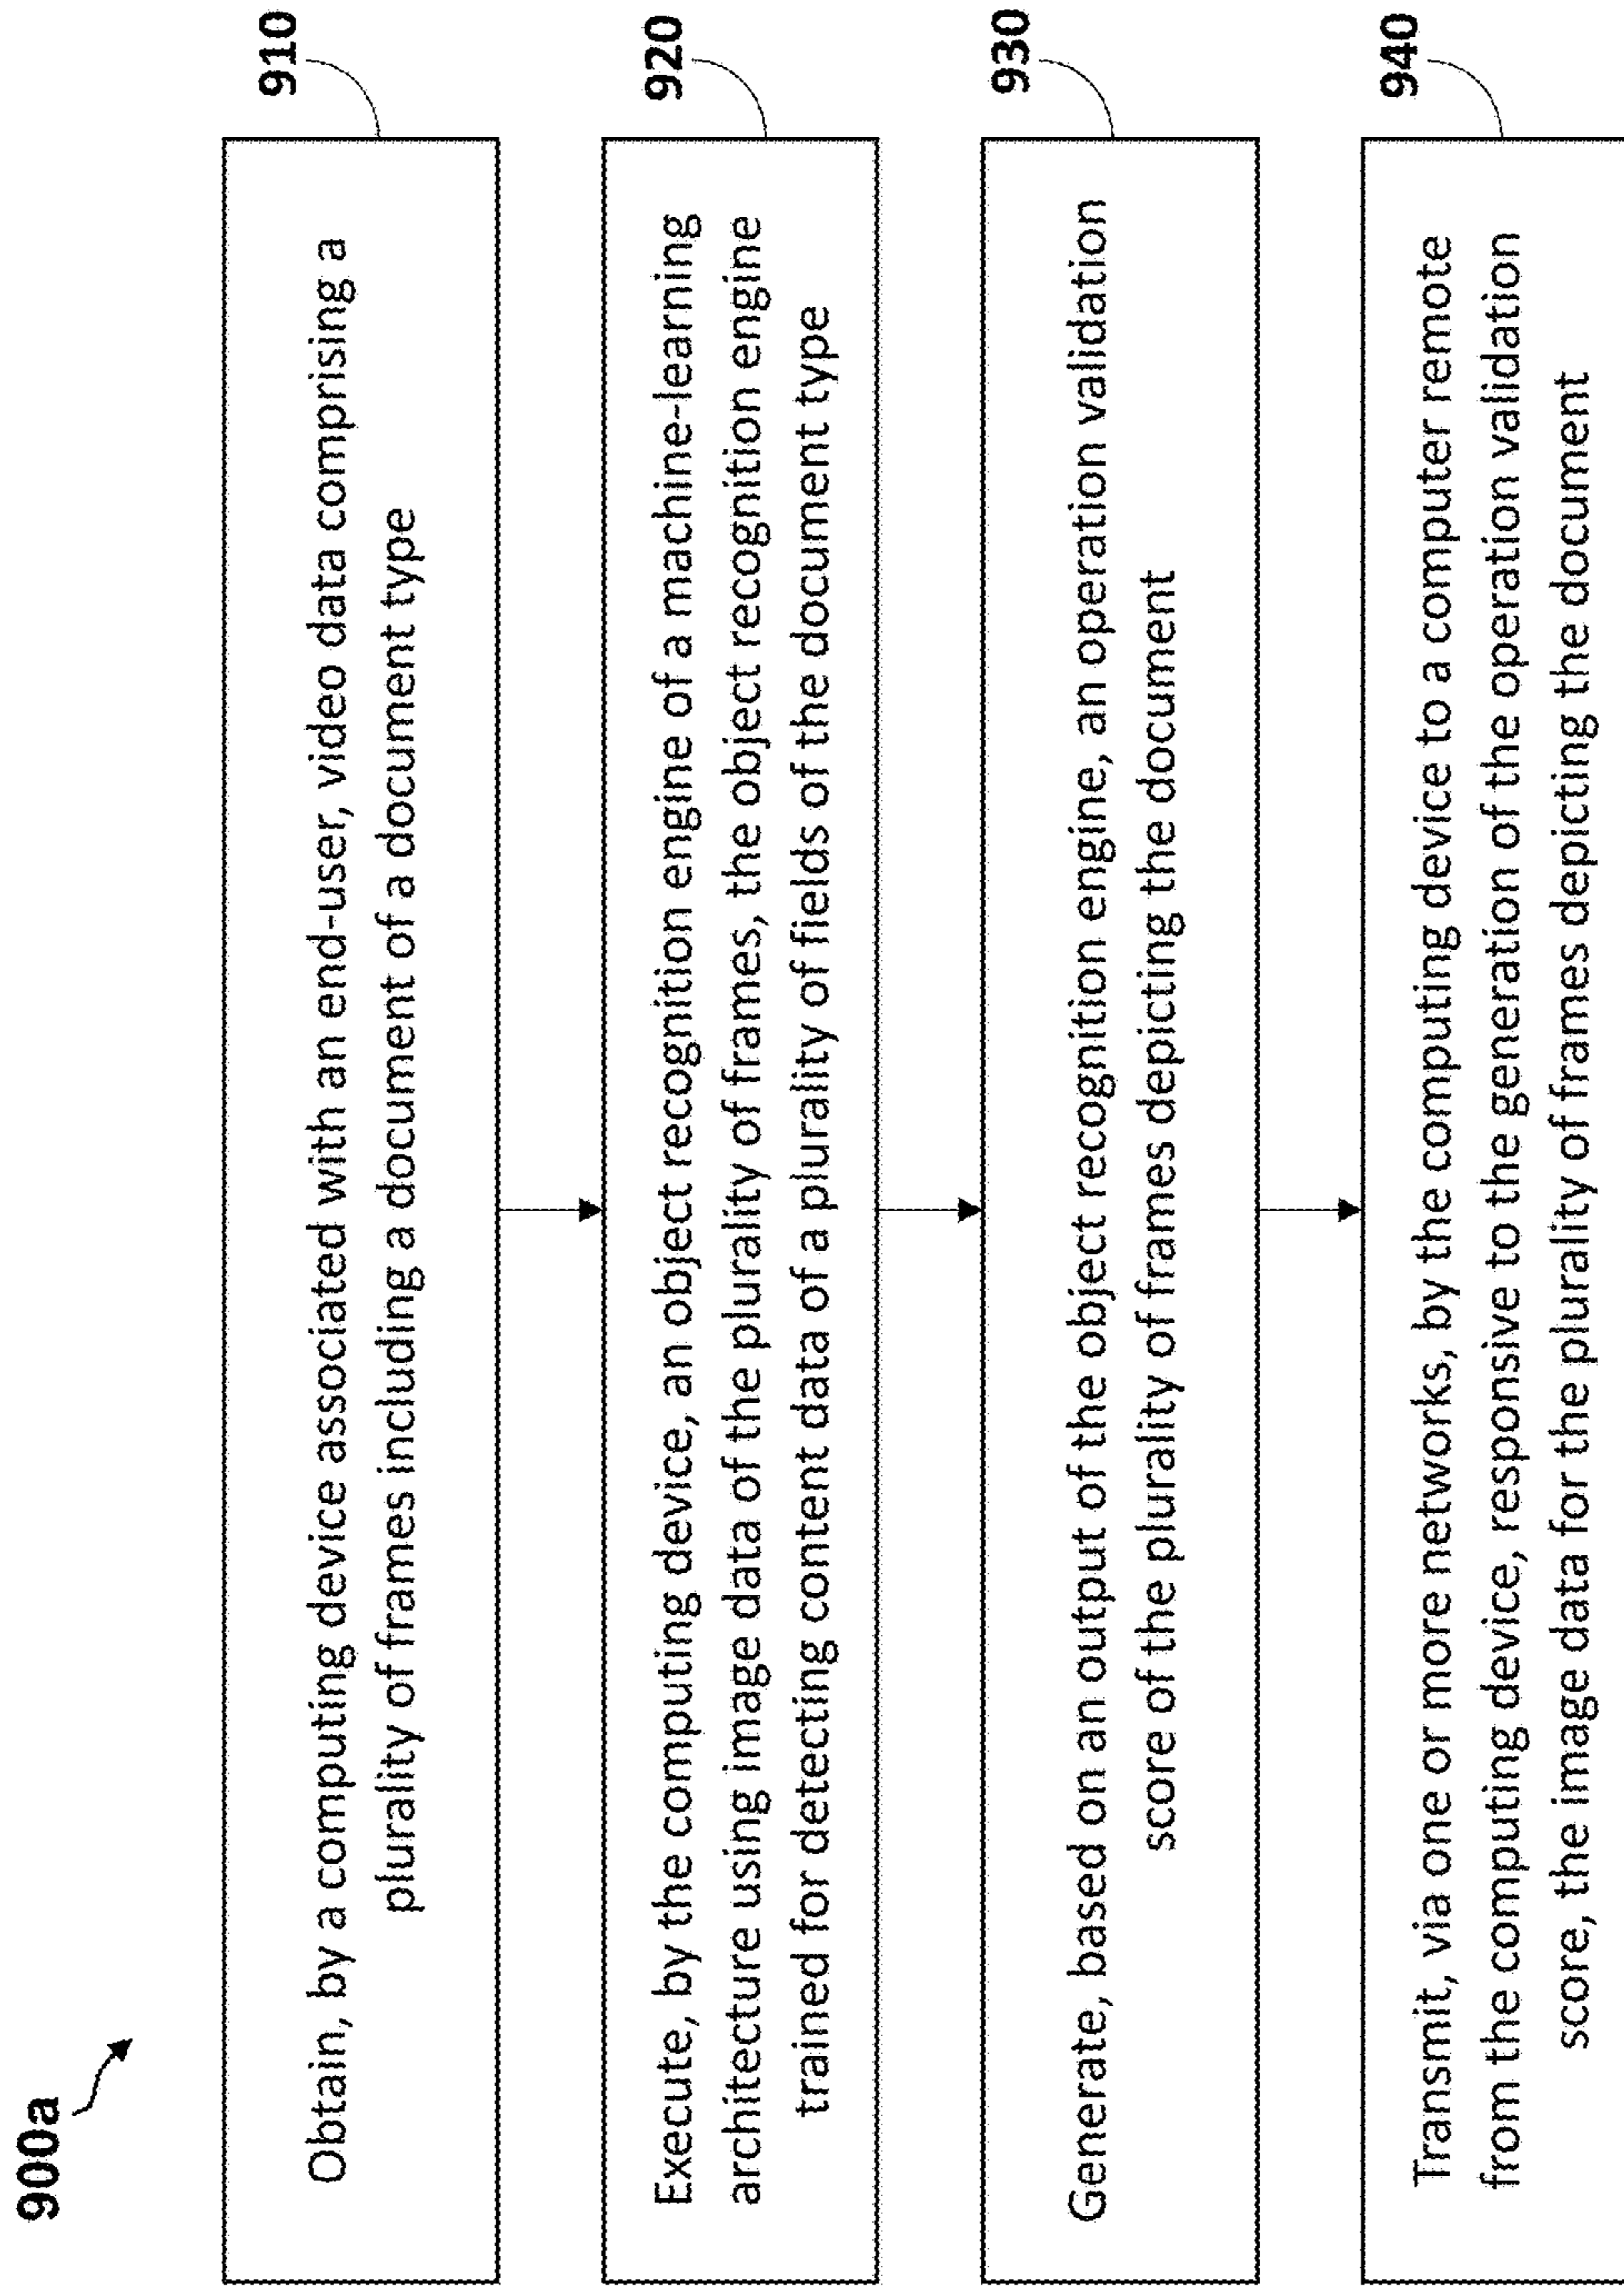 900a
910
Obtain, by a computing device associated with an end-user, video data comprising a
plurality of frames including a document of a document type
920
Execute, by the computing device, an object recognition engine of a machine-learning
architecture using image data of the plurality of frames, the object recognition engine
trained for detecting content data of a plurality of fields of the document type
930
Generate, based on an output of the object recognition engine, an operation validation
score of the plurality of frames depicting the document
940
Transmit, via one or more networks, by the computing device to a computer remote
from the computing device, responsive to the generation of the operation validation
score, the image data for the plurality of frames depicting the document